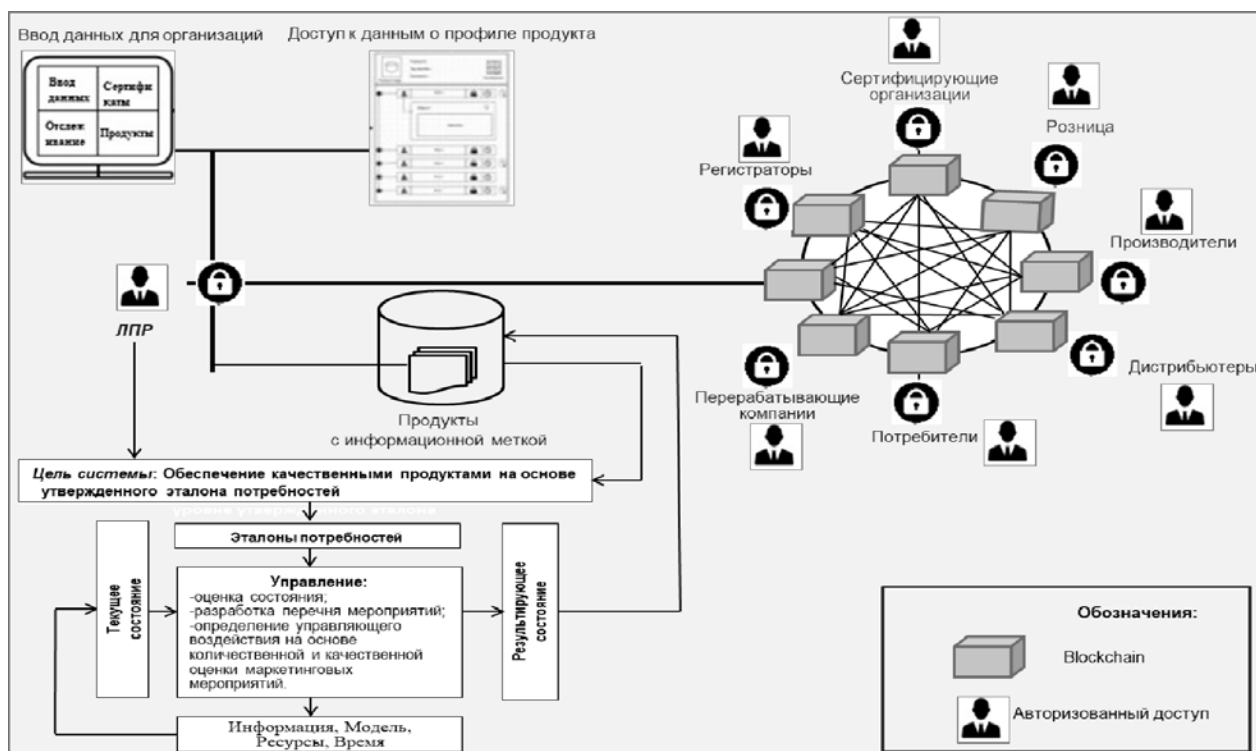 Ввод данных для организаций
Доступ к данным о профиле продукта
Ввод
данных
Сертифи
каты
Отслеж
ивание
Продукты
Сертифицирующие
организации
Розница
Регистраторы
Производители
ЛПР
Дистрибьютеры
Перерабатывающие
компании
Потребители
Продукты
с информационной меткой
Цель системы: Обеспечение качественными продуктами на основе
утвержденного эталона потребностей
уровне утвержденного эталона
Эталоны потребностей
Текущее
состояние
Управление:
-оценка состояния;
-разработка перечня мероприятий;
-определение управляющего
воздействия на основе
количественной и качественной
оценки маркетинговых
мероприятий.
Результирующее
состояние
Информация, Модель,
Ресурсы, Время
Обозначения:
Blockchain
Авторизованный доступ